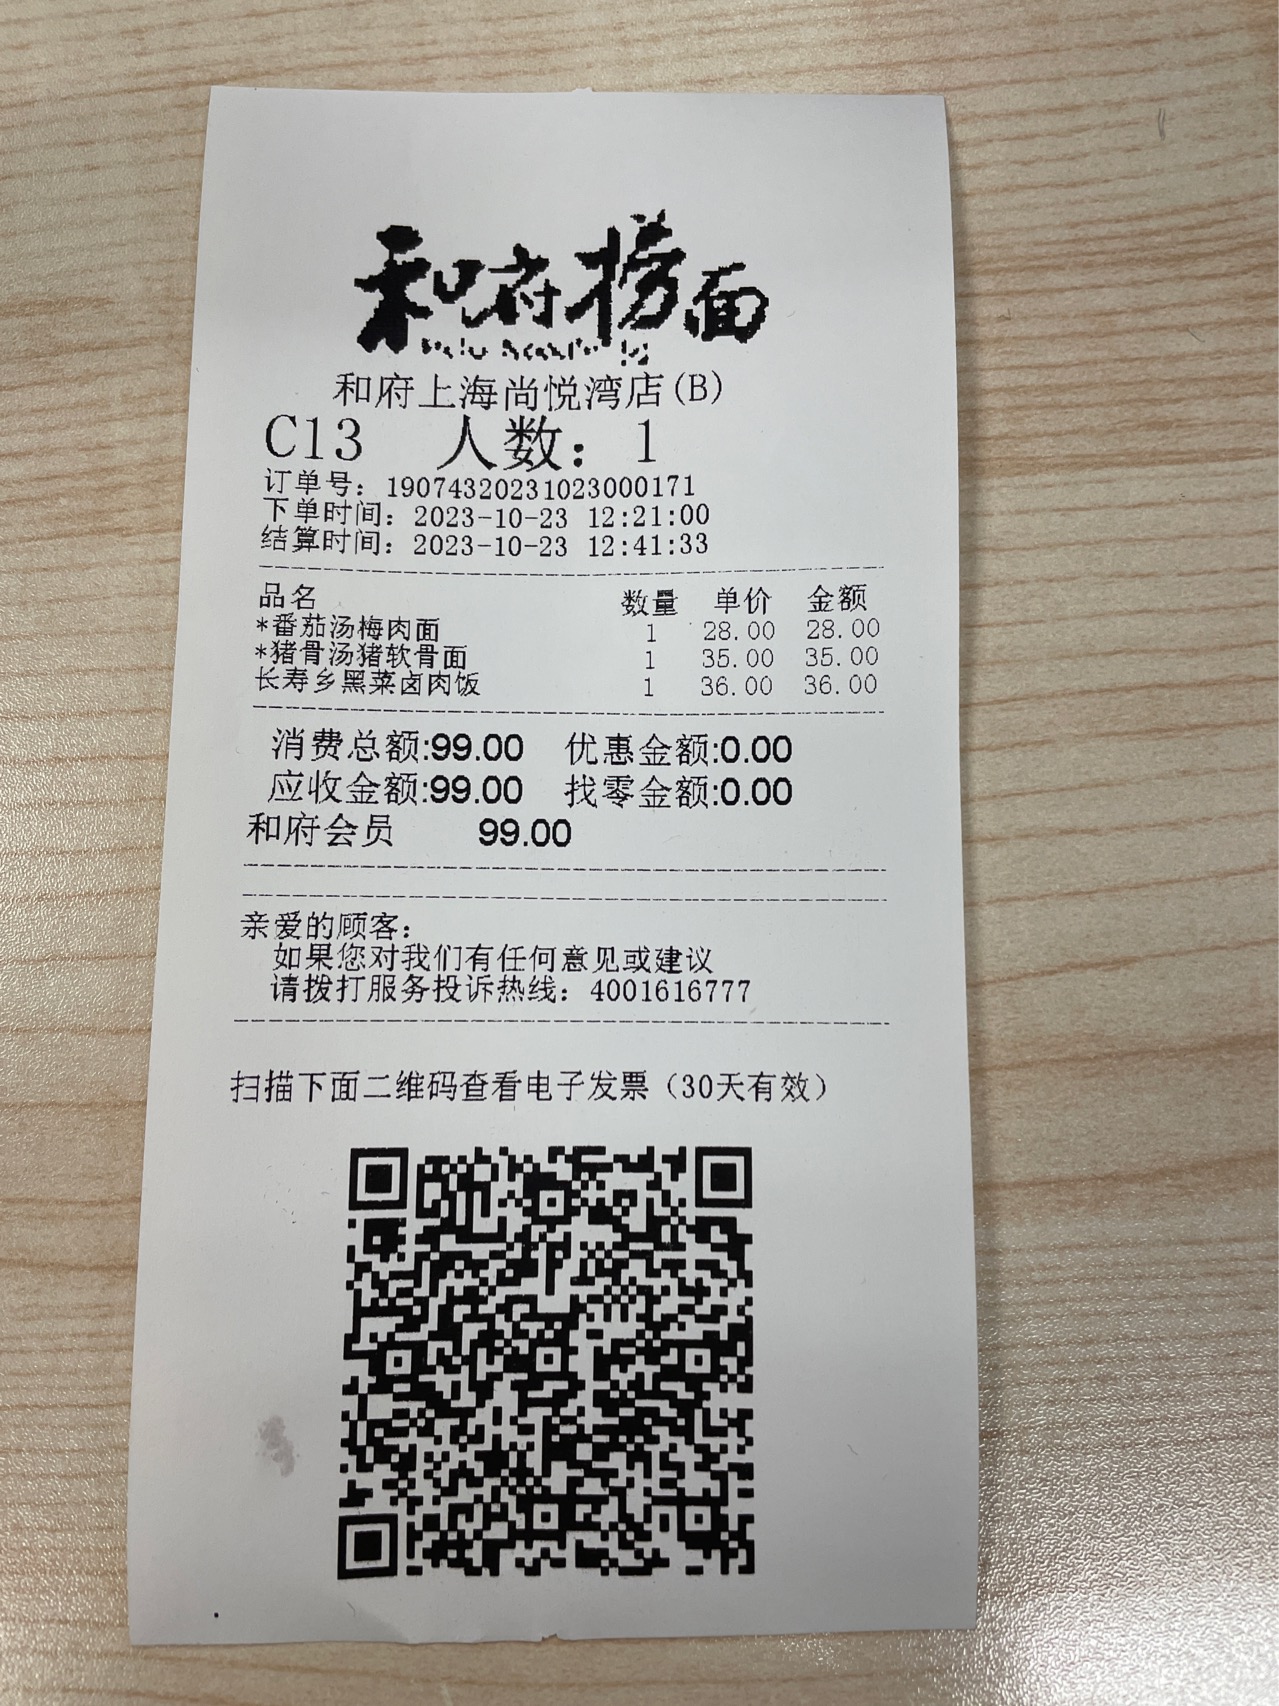 和府捞面
和府上海尚悦湾店(B)
C13 人数: 1
订单号: 19074320231023000171
下单时间: 2023-10-23 12:21:00
结算时间: 2023-10-23 12:41:33
品名 数量 单价 金额
*番茄汤梅肉面 1 28.00 28.00
*猪骨汤猪软骨面 1 35.00 35.00
长寿乡黑菜卤肉饭 1 36.00 36.00
消费总额:99.00 优惠金额:0.00
应收金额:99.00 找零金额:0.00
和府会员 99.00
亲爱的顾客:
如果您对我们有任何意见或建议
请拨打服务投诉热线: 4001616777
扫描下面二维码查看电子发票（30天有效）